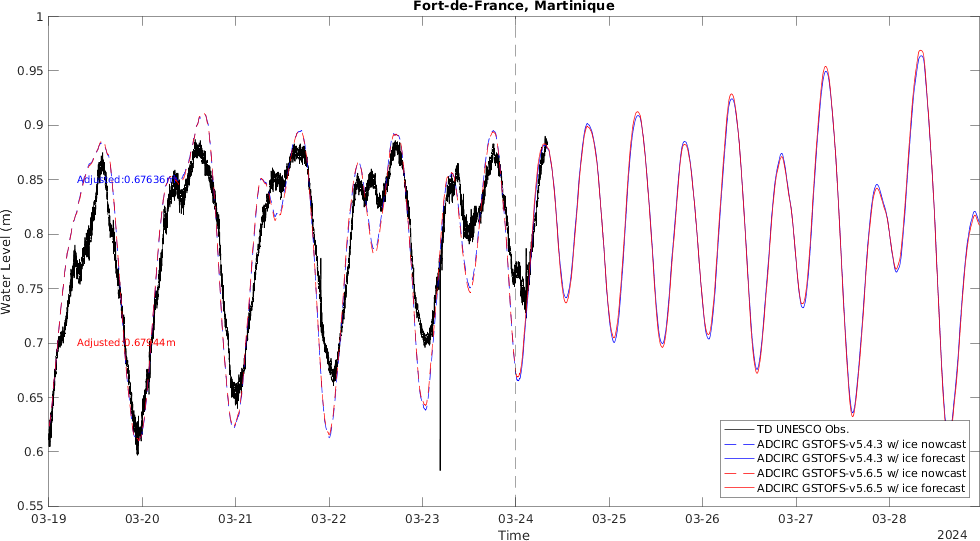 Fort-de-France, Martinique
1
0.95
0.9
0.85
0.8
0.75
0.7
0.65
0.6
0.55
Water Level (m)
Adjusted:0.67636m
Adjusted:0.67944m
TD UNESCO Obs.
ADCIRC GSTOFS-v5.4.3 w/ ice nowcast
ADCIRC GSTOFS-v5.4.3 w/ ice forecast
ADCIRC GSTOFS-v5.6.5 w/ ice nowcast
ADCIRC GSTOFS-v5.6.5 w/ ice forecast
03-19 03-20 03-21 03-22 03-23 03-24 03-25 03-26 03-27 03-28
Time
2024